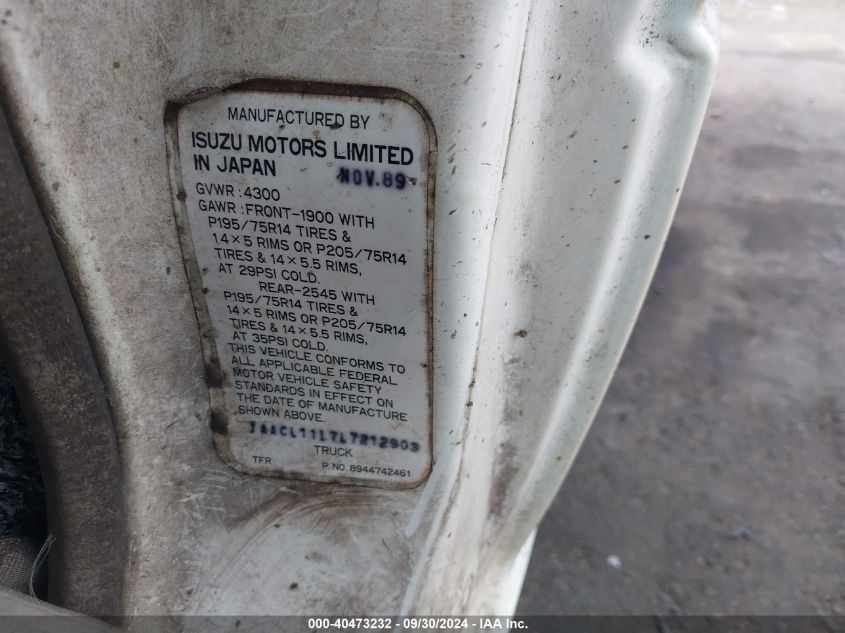 MANUFACTURED BY
ISUZU MOTORS LIMITED
IN JAPAN NOV.89
GVWR : 4300
GAWR : FRONT-1900 WITH
P195/75R14 TIRES &
14 × 5 RIMS OR P205/75R14
TIRES & 14 × 5.5 RIMS,
AT 29PSI COLD.
REAR-2545 WITH
P195/75R14 TIRES &
14 × 5 RIMS OR P205/75R14
TIRES & 14 × 5.5 RIMS,
AT 35PSI COLD.
THIS VEHICLE CONFORMS TO
ALL APPLICABLE FEDERAL
MOTOR VEHICLE SAFETY
STANDARDS IN EFFECT ON
THE DATE OF MANUFACTURE
SHOWN ABOVE.
JAACL11L7L7212903
TRUCK
TFR P.NO.8944742461
000-40473232 - 09/30/2024 - IAA Inc.